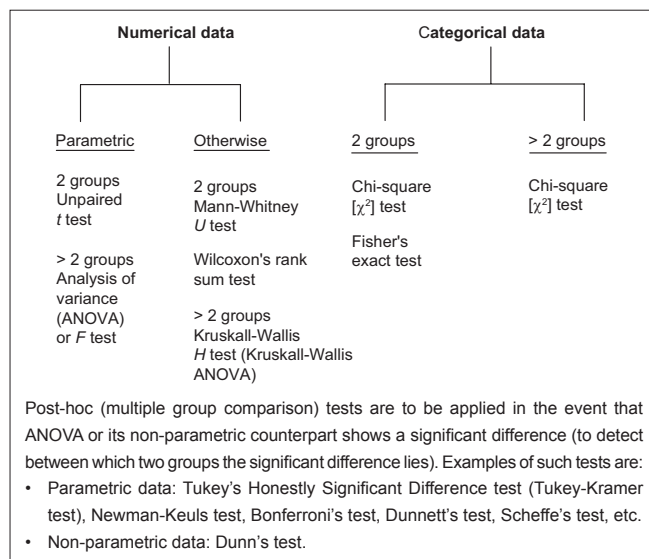 Numerical data
Categorical data
Parametric
2 groups
Unpaired
t test
> 2 groups
Analysis of
variance
(ANOVA)
or F test
Otherwise
2 groups
Mann-Whitney
U test
Wilcoxon's rank
sum test
> 2 groups
Kruskall-Wallis
H test (Kruskall-Wallis
ANOVA)
2 groups
Chi-square
[χ²] test
Fisher's
exact test
> 2 groups
Chi-square
[χ²] test
Post-hoc (multiple group comparison) tests are to be applied in the event that
ANOVA or its non-parametric counterpart shows a significant difference (to detect
between which two groups the significant difference lies). Examples of such tests are:
• Parametric data: Tukey's Honestly Significant Difference test (Tukey-Kramer
test), Newman-Keuls test, Bonferroni's test, Dunnett's test, Scheffe's test, etc.
• Non-parametric data: Dunn's test.